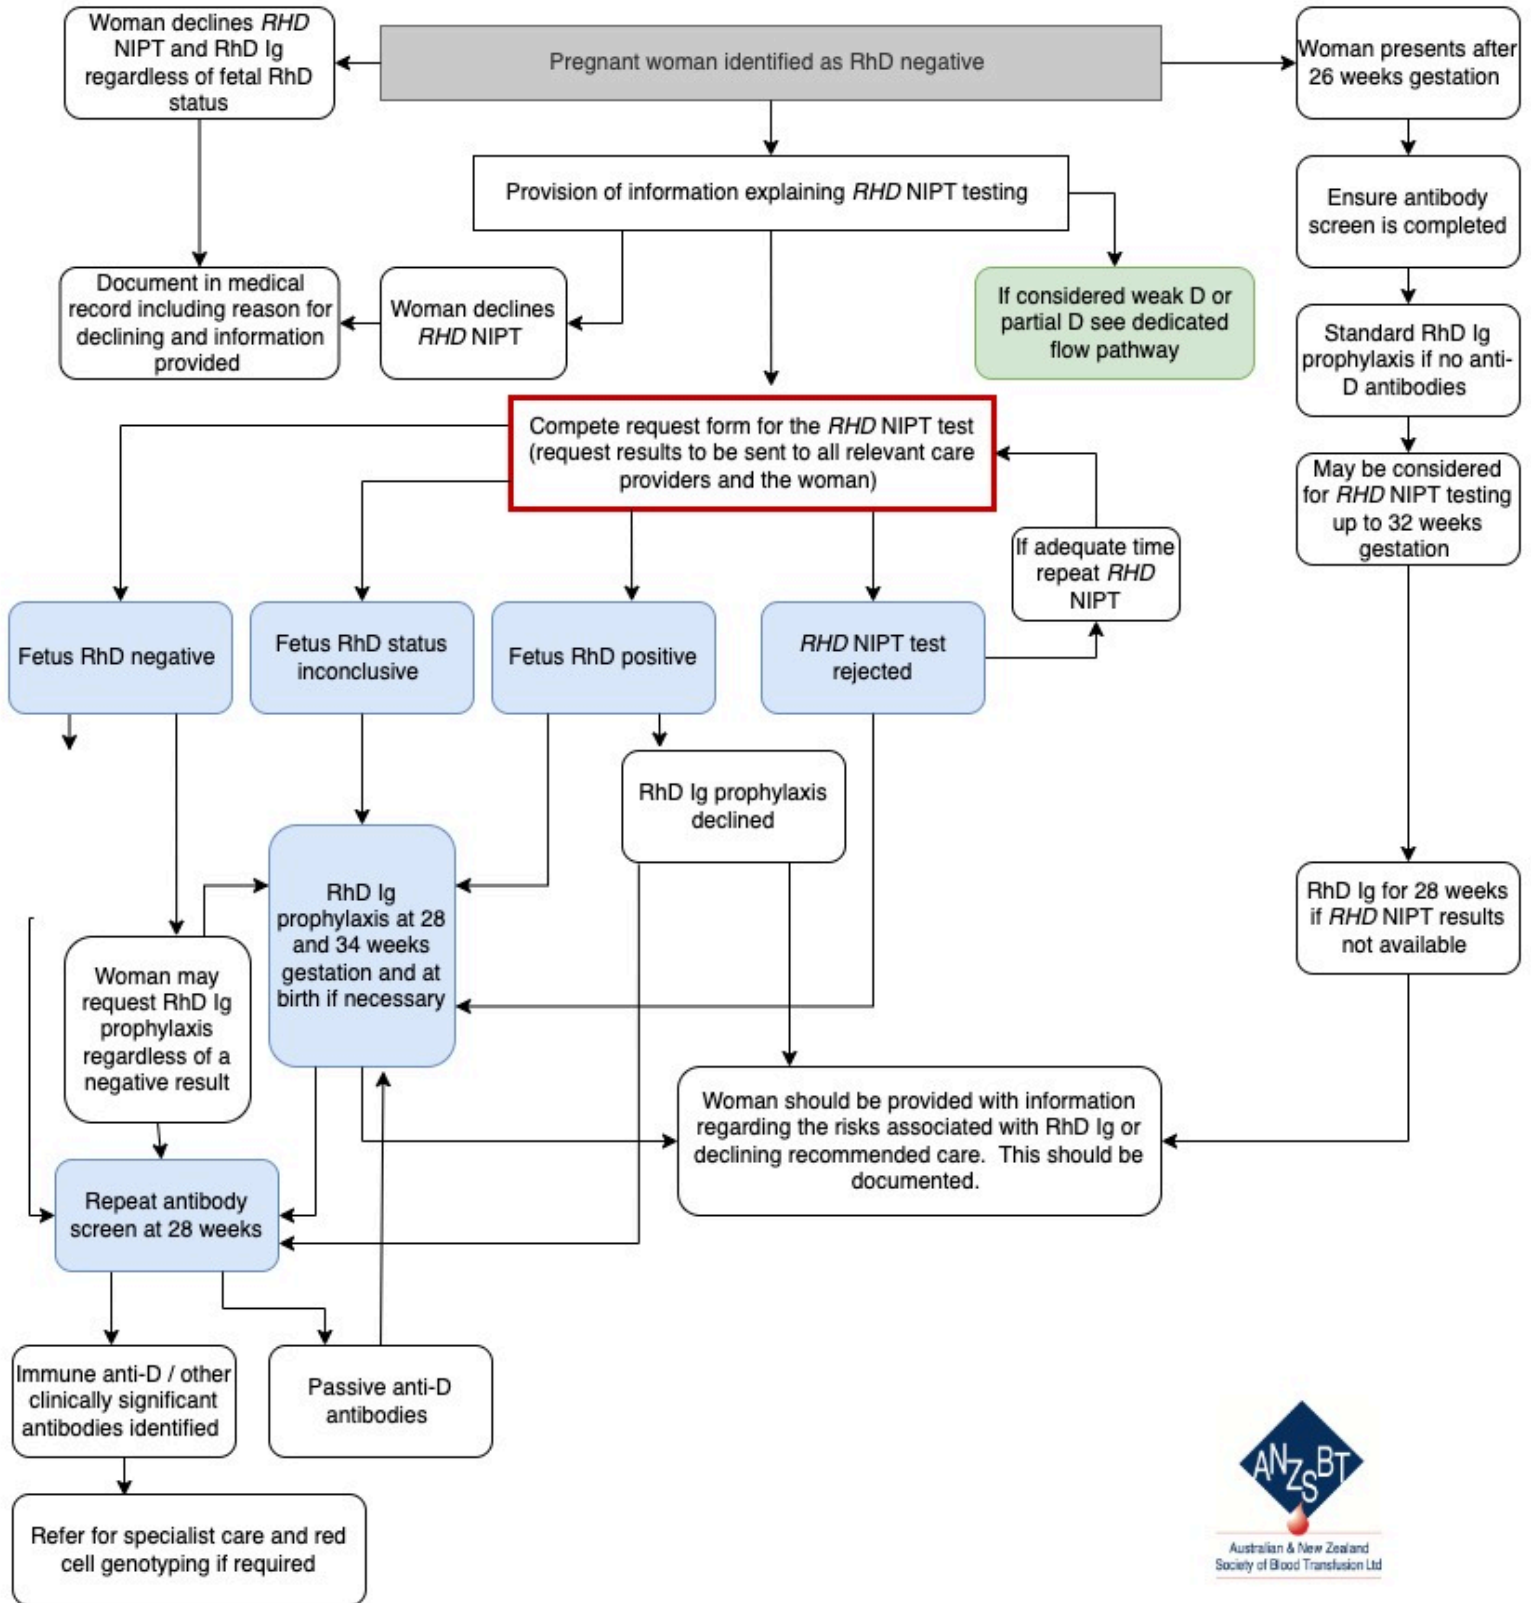 Woman declines RHD
NIPT and RhD Ig
regardless of fetal RhD
status
Pregnant woman identified as RhD negative
Woman presents after
26 weeks gestation
Provision of information explaining RHD NIPT testing
Ensure antibody
screen is completed
Document in medical
record including reason for
declining and information
provided
Woman declines
RHD NIPT
If considered weak D or
partial D see dedicated
flow pathway
Standard RhD Ig
prophylaxis if no anti-
D antibodies
Compete request form for the RHD NIPT test
(request results to be sent to all relevant care
providers and the woman)
May be considered
for RHD NIPT testing
up to 32 weeks
gestation
If adequate time
repeat RHD
NIPT
Fetus RhD negative
Fetus RhD status
inconclusive
Fetus RhD positive
RHD NIPT test
rejected
RhD Ig prophylaxis
declined
RhD Ig
prophylaxis at 28
and 34 weeks
gestation and at
birth if necessary
RhD Ig for 28 weeks
if RHD NIPT results
not available
Woman may
request RhD Ig
prophylaxis
regardless of a
negative result
Woman should be provided with information
regarding the risks associated with RhD Ig or
declining recommended care.  This should be
documented.
Repeat antibody
screen at 28 weeks
Immune anti-D / other
clinically significant
antibodies identified
Passive anti-D
antibodies
Refer for specialist care and red
cell genotyping if required
ANZSBT
Australian & New Zealand
Society of Blood Transfusion Ltd